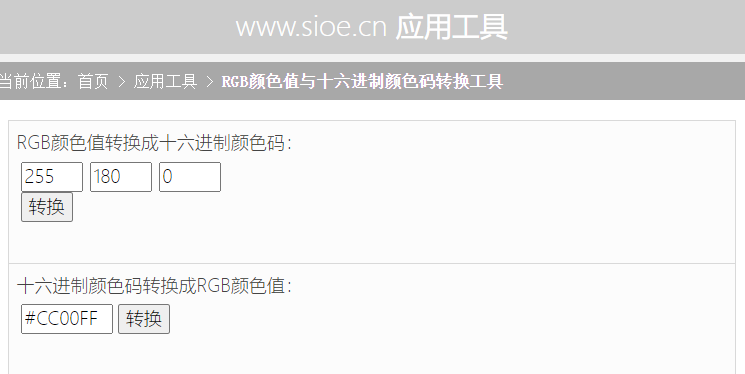 www.sioe.cn 应用工具
当前位置：首页 > 应用工具 > RGB颜色值与十六进制颜色码转换工具
RGB颜色值转换成十六进制颜色码：
255 180 0
转换
十六进制颜色码转换成RGB颜色值：
#CC00FF 转换